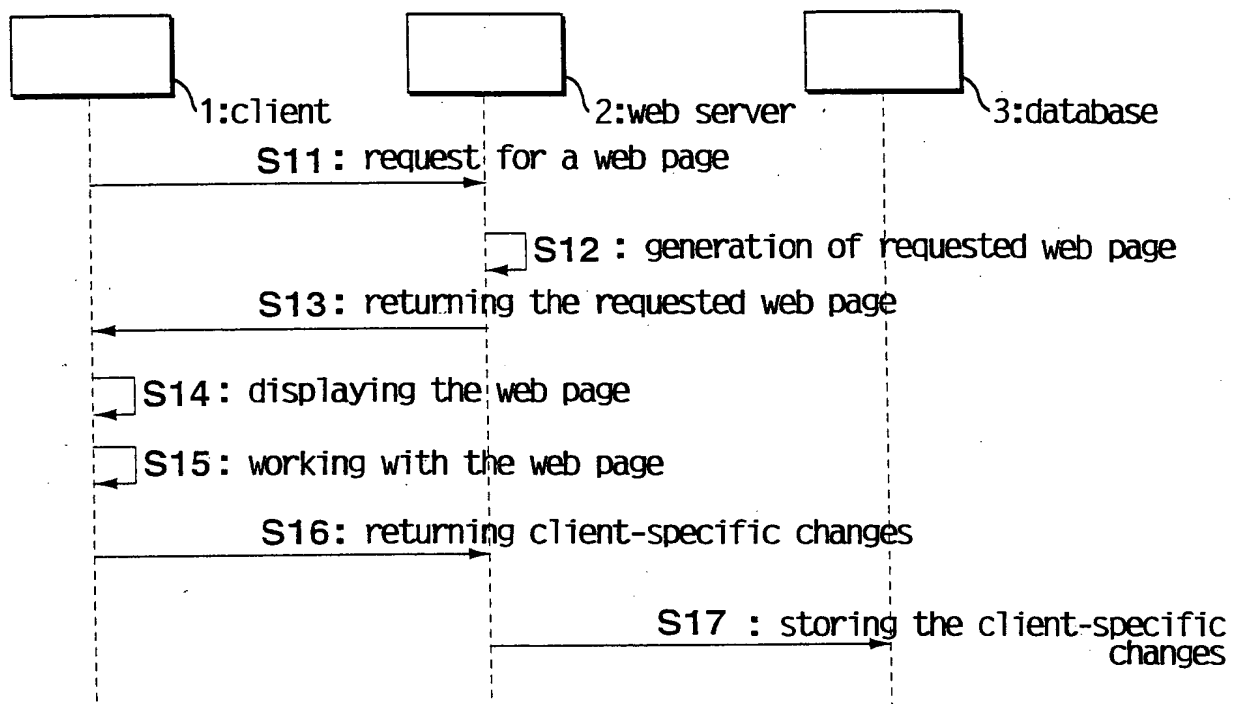 1:client
2:web server
3:database
S11: request for a web page
S12 : generation of requested web page
S13: returning the requested web page
S14: displaying the web page
S15: working with the web page
S16: returning client-specific changes
S17 : storing the client-specific
changes